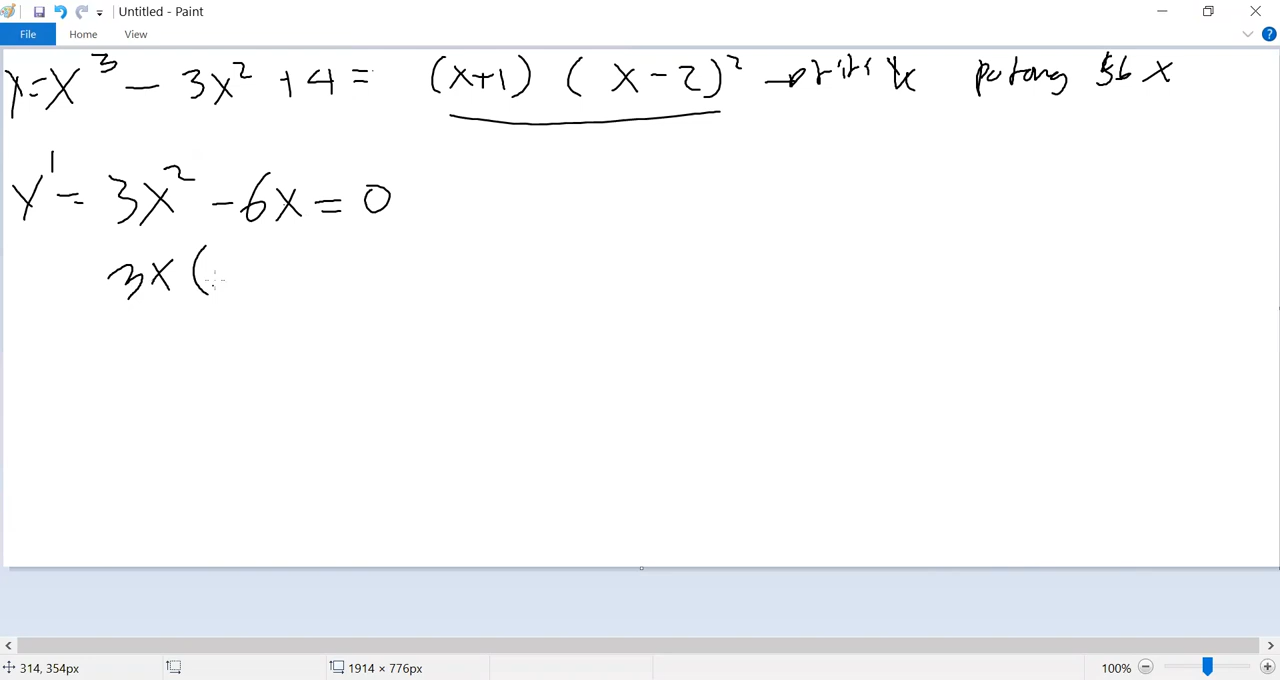 Untitled - Paint
File Home View
y=x³ - 3x² + 4 = (x+1) (x-2)² → titik potong sb x
y' = 3x² - 6x = 0
3x (
314, 354px 1914 × 776px 100%